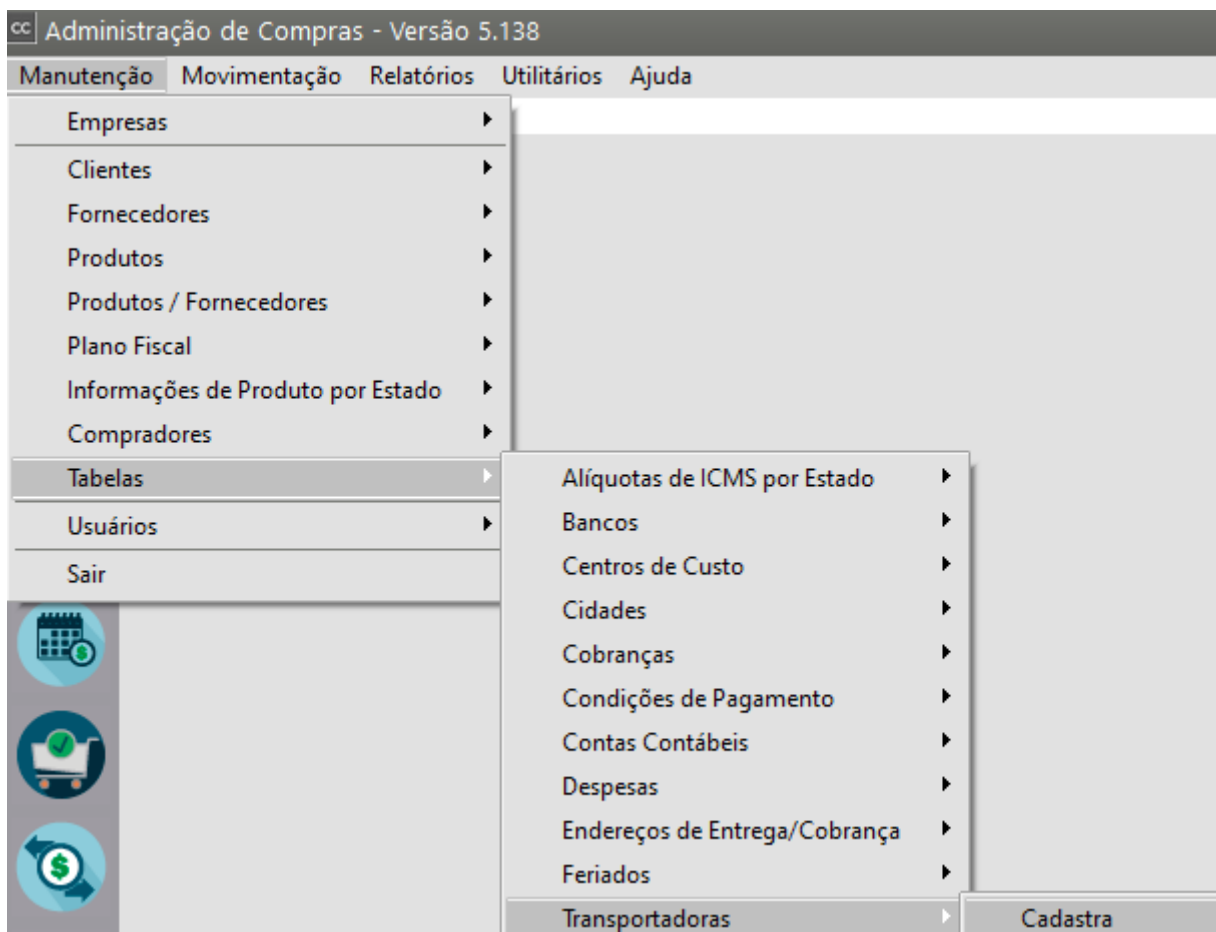 cc Administração de Compras - Versão 5.138
Manutenção Movimentação Relatórios Utilitários Ajuda
Empresas
Clientes
Fornecedores
Produtos
Produtos / Fornecedores
Plano Fiscal
Informações de Produto por Estado
Compradores
Tabelas
Usuários
Sair
Alíquotas de ICMS por Estado
Bancos
Centros de Custo
Cidades
Cobranças
Condições de Pagamento
Contas Contábeis
Despesas
Endereços de Entrega/Cobrança
Feriados
Transportadoras
Cadastra
$
$